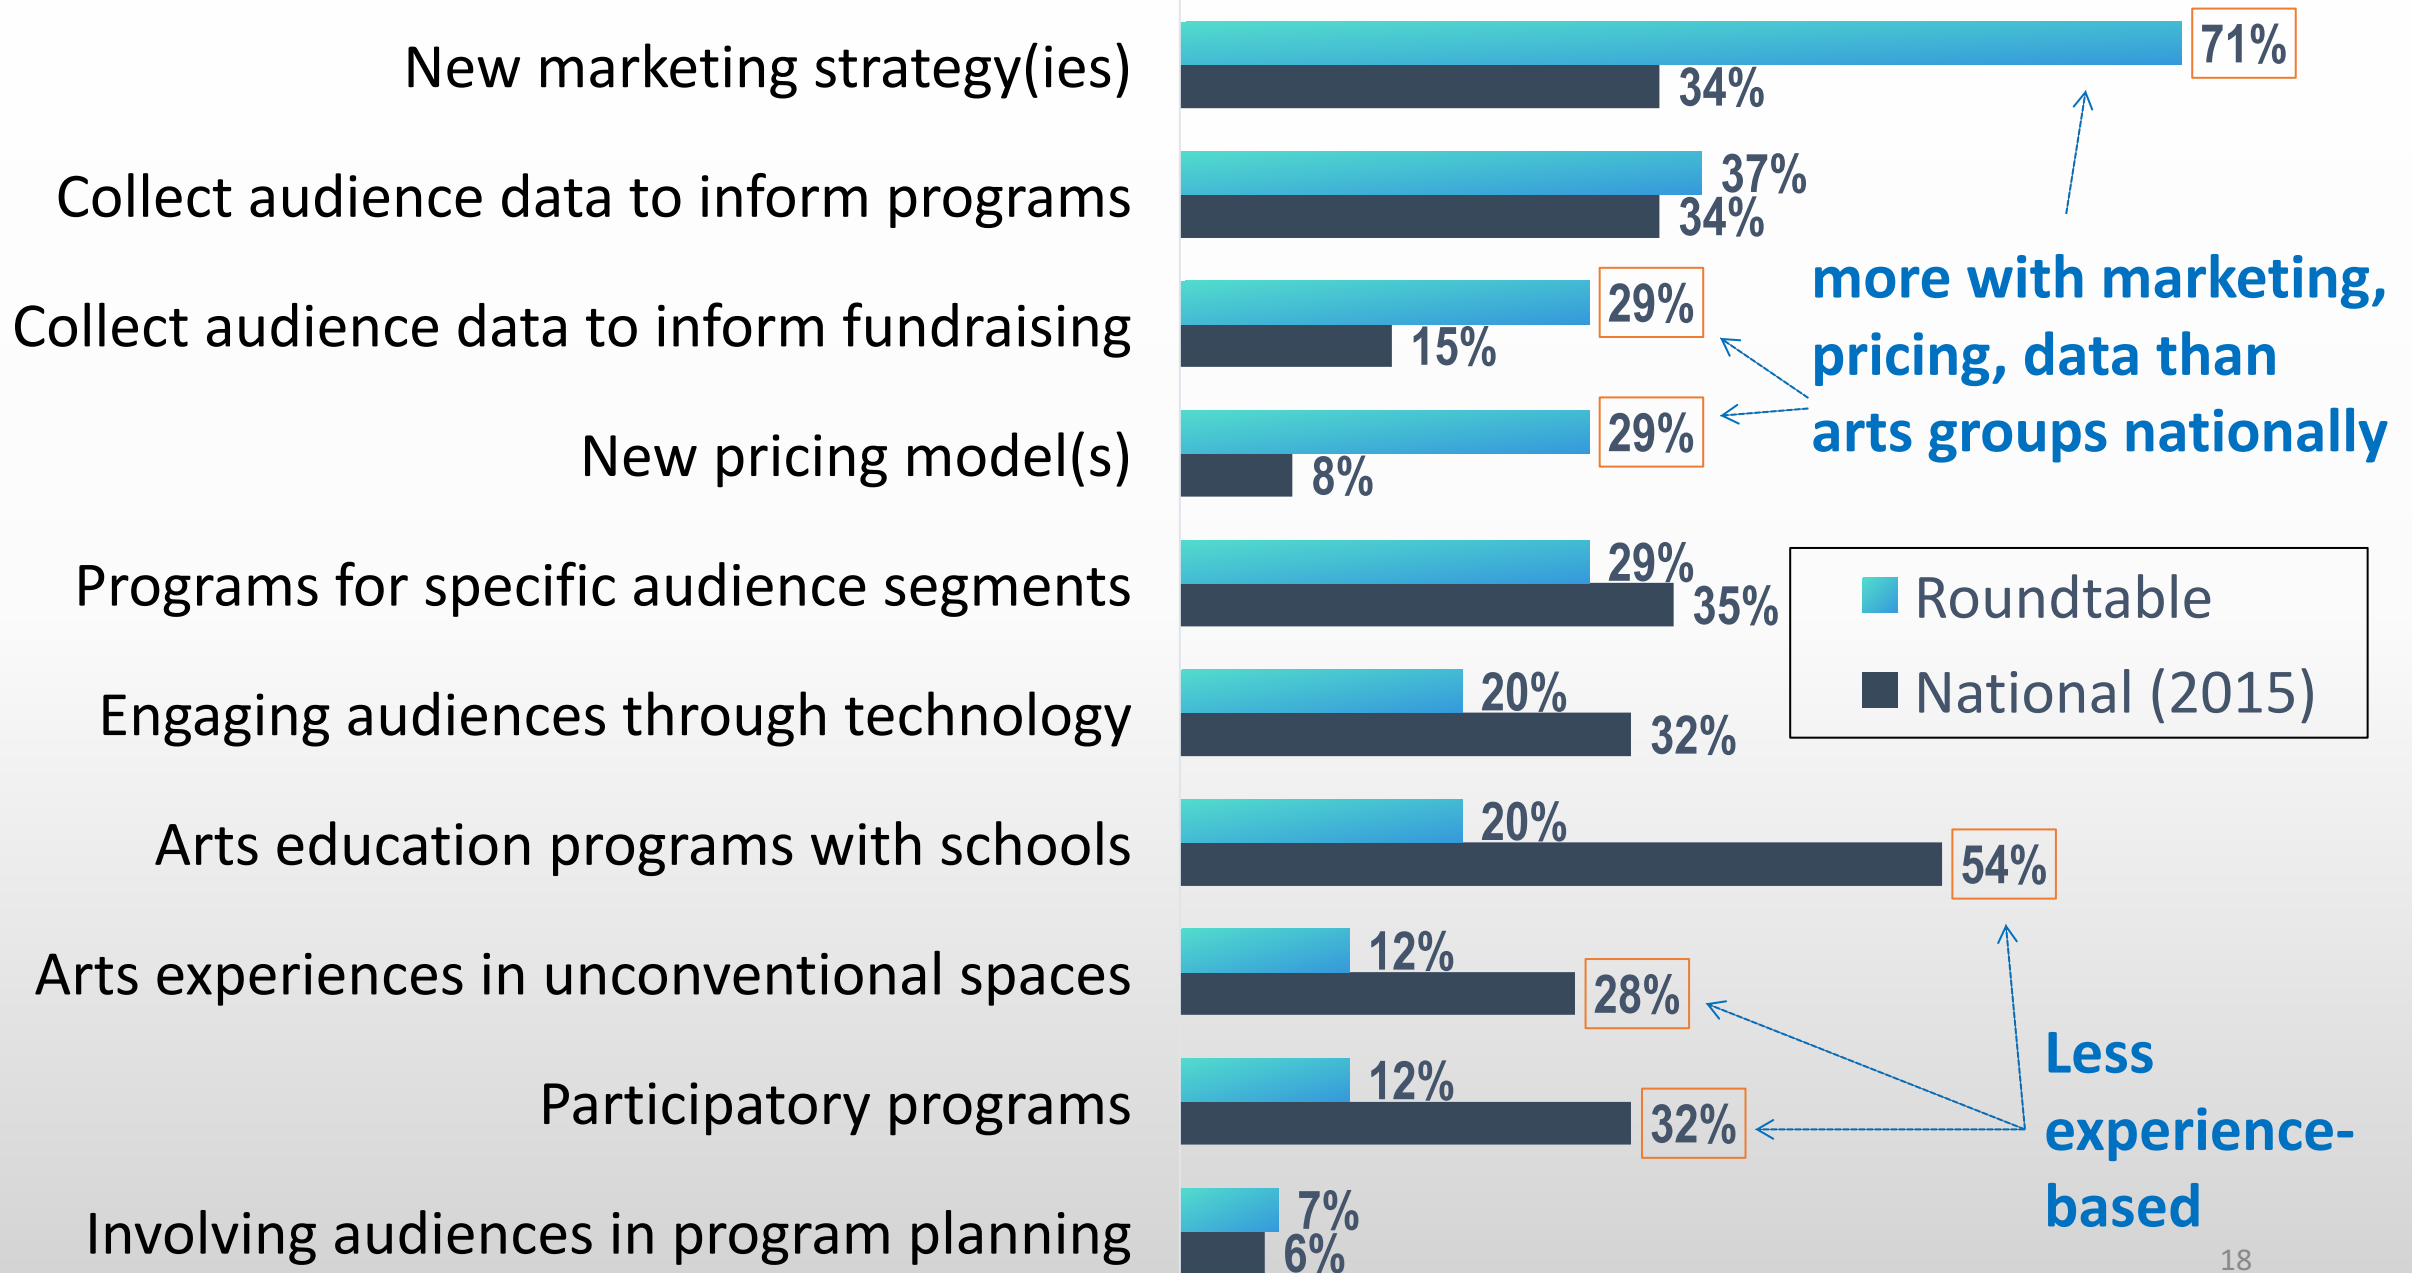 New marketing strategy(ies)
71%
34%
Collect audience data to inform programs
37%
34%
Collect audience data to inform fundraising
29%
15%
more with marketing,
pricing, data than
arts groups nationally
New pricing model(s)
29%
8%
Programs for specific audience segments
29%
35%
Roundtable
National (2015)
Engaging audiences through technology
20%
32%
Arts education programs with schools
20%
54%
Arts experiences in unconventional spaces
12%
28%
Participatory programs
12%
32%
Less
experience-
based
Involving audiences in program planning
7%
6%
18